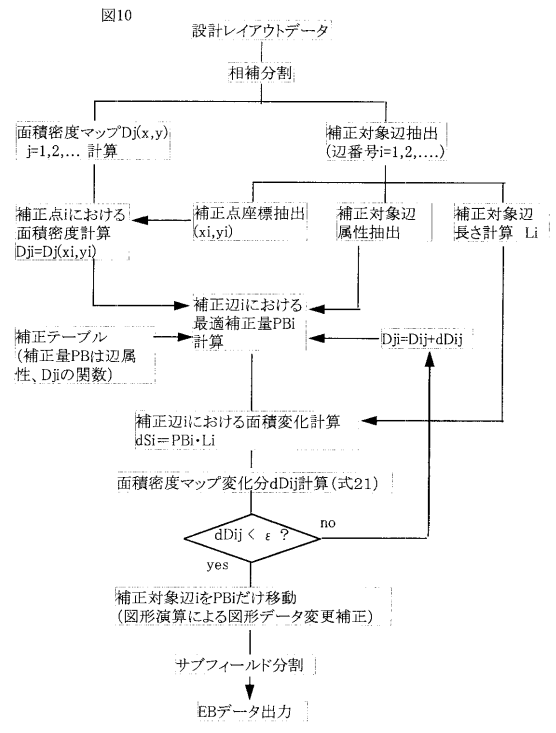 図10
設計レイアウトデータ
相補分割
面積密度マップDj(x,y)
j=1,2,... 計算
補正対象辺抽出
(辺番号i=1,2,....)
補正点iにおける
面積密度計算
Dji=Dj(xi,yi)
補正点座標抽出
(xi,yi)
補正対象辺
属性抽出
補正対象辺
長さ計算 Li
補正辺iにおける
最適補正量PBi
計算
補正テーブル
(補正量PBは辺属
性、Djiの関数)
Dji=Dij+dDij
補正辺iにおける面積変化計算
dSi=PBi・Li
面積密度マップ変化分dDij計算(式21)
dDij < ε ?
no
yes
補正対象辺iをPBiだけ移動
(図形演算による図形データ変更補正)
サブフィールド分割
EBデータ出力